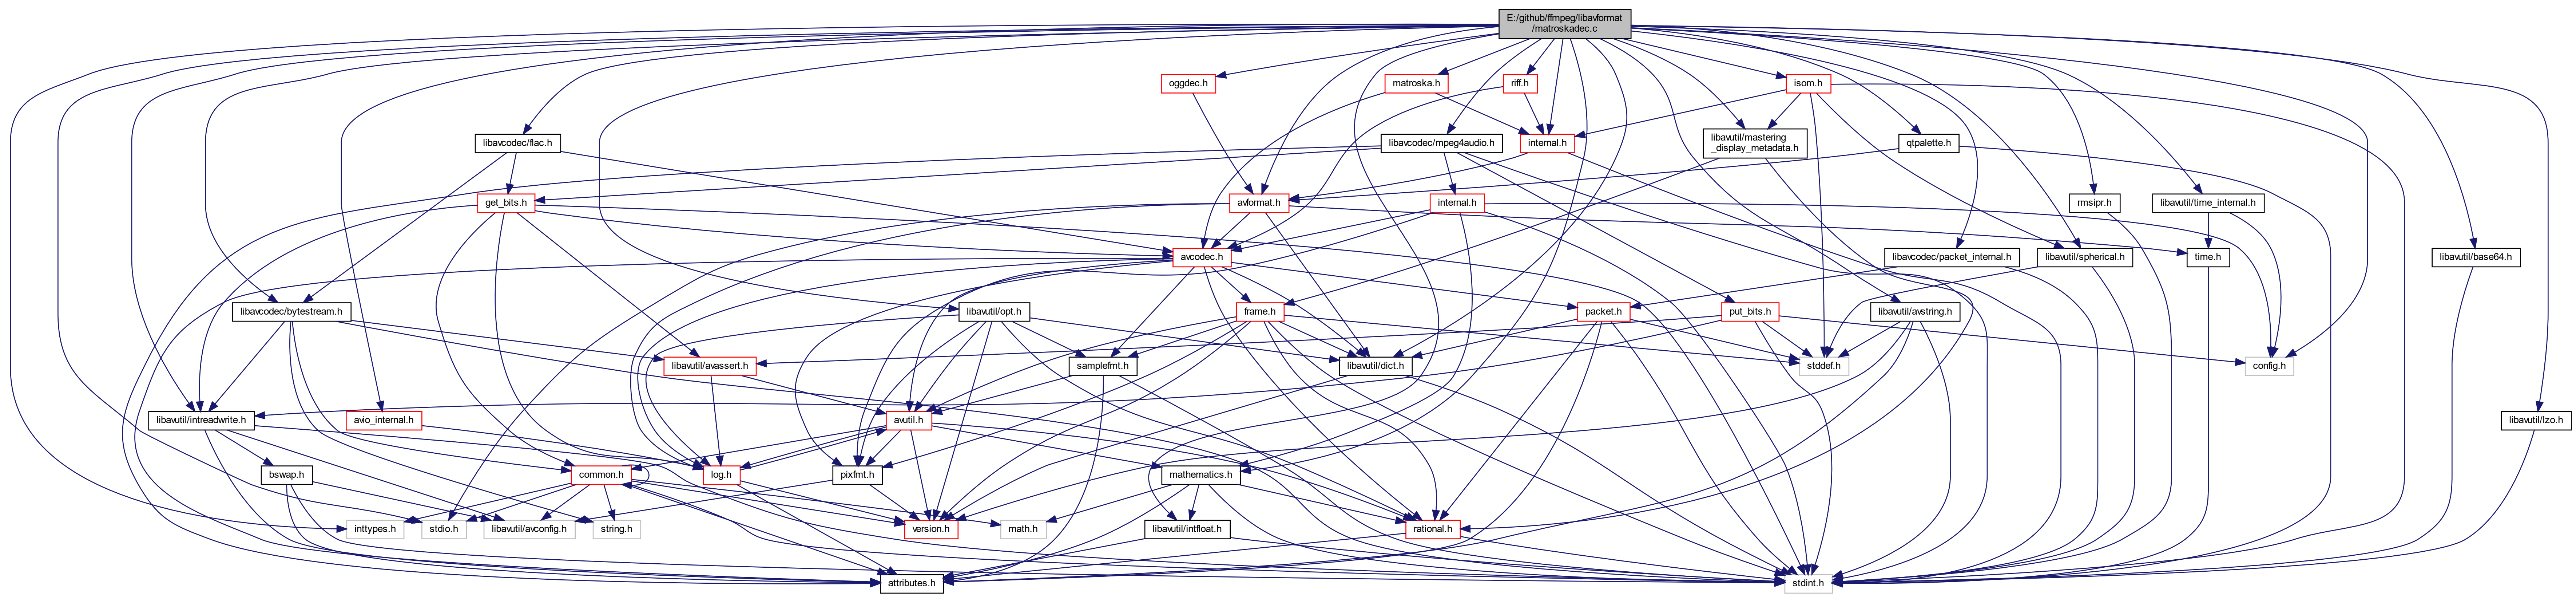 E:/github/ffmpeg/libavformat
/matroskadec.c
oggdec.h
matroska.h
riff.h
isom.h
libavcodec/flac.h
libavcodec/mpeg4audio.h
internal.h
libavutil/mastering
_display_metadata.h
qtpalette.h
get_bits.h
avformat.h
internal.h
rmsipr.h
libavutil/time_internal.h
avcodec.h
libavcodec/packet_internal.h
libavutil/spherical.h
time.h
libavutil/base64.h
libavcodec/bytestream.h
libavutil/opt.h
frame.h
packet.h
put_bits.h
libavutil/avstring.h
libavutil/avassert.h
samplefmt.h
libavutil/dict.h
stddef.h
config.h
libavutil/intreadwrite.h
avio_internal.h
avutil.h
libavutil/lzo.h
bswap.h
common.h
log.h
pixfmt.h
mathematics.h
inttypes.h
stdio.h
libavutil/avconfig.h
string.h
version.h
math.h
libavutil/intfloat.h
rational.h
attributes.h
stdint.h